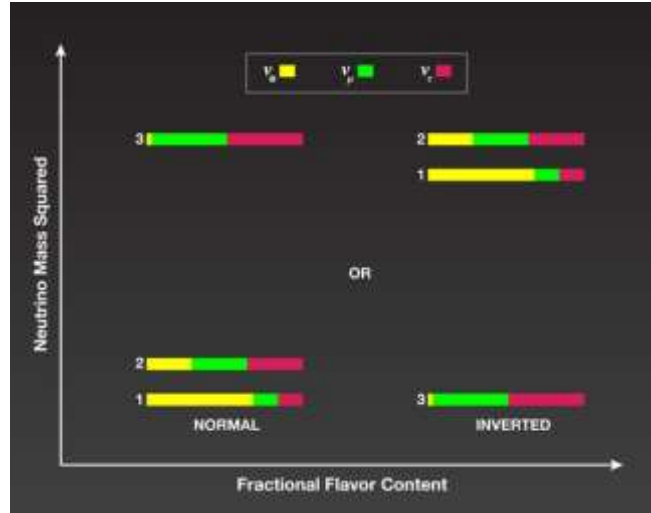 νe νμ ντ
3
2
1
OR
2
1
3
NORMAL INVERTED
Neutrino Mass Squared
Fractional Flavor Content